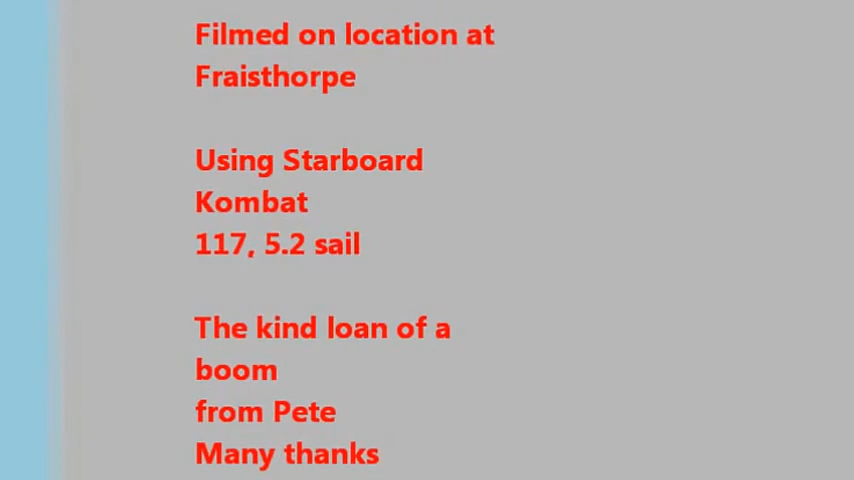 Filmed on location at
Fraisthorpe
Using Starboard
Kombat
117, 5.2 sail
The kind loan of a
boom
from Pete
Many thanks